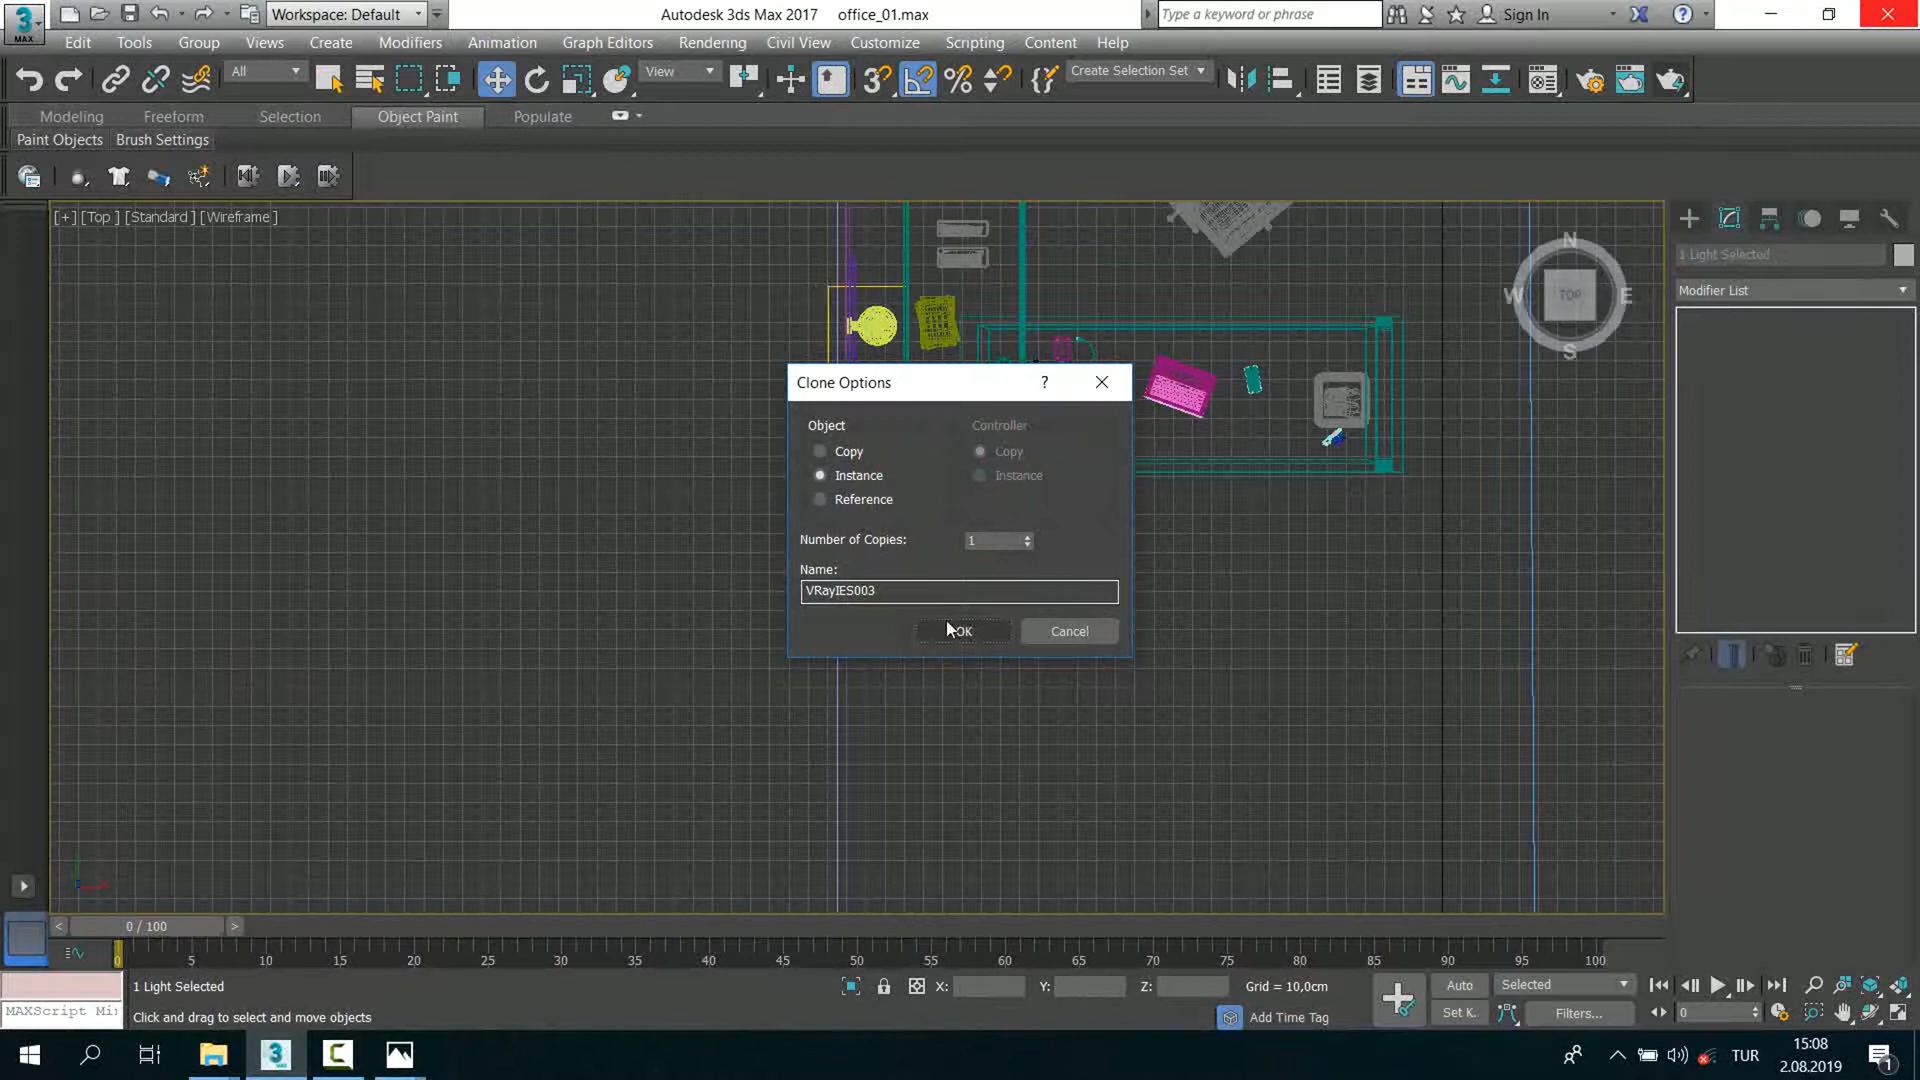 Workspace: Default
Autodesk 3ds Max 2017    office_01.max
Type a keyword or phrase
Sign In
3
MAX
Edit Tools Group Views Create Modifiers Animation Graph Editors Rendering Civil View Customize Scripting Content Help
All
View
Create Selection Set
Modeling Freeform Selection Object Paint Populate
Paint Objects Brush Settings
[+] [Top ] [Standard ] [Wireframe ]
N
W TOP E
S
1 Light Selected
Modifier List
Clone Options ?
Object Controller
Copy Copy
Instance Instance
Reference
Number of Copies: 1
Name:
VRayIES003
OK Cancel
< 0 / 100 >
0 5 10 15 20 25 30 35 40 45 50 55 60 65 70 75 80 85 90 95 100
1 Light Selected
X: Y: Z: Grid = 10,0cm
Auto Selected
MAXScript Mi
Click and drag to select and move objects
Add Time Tag
Set K. Filters... 0
TUR
15:08
2.08.2019
1